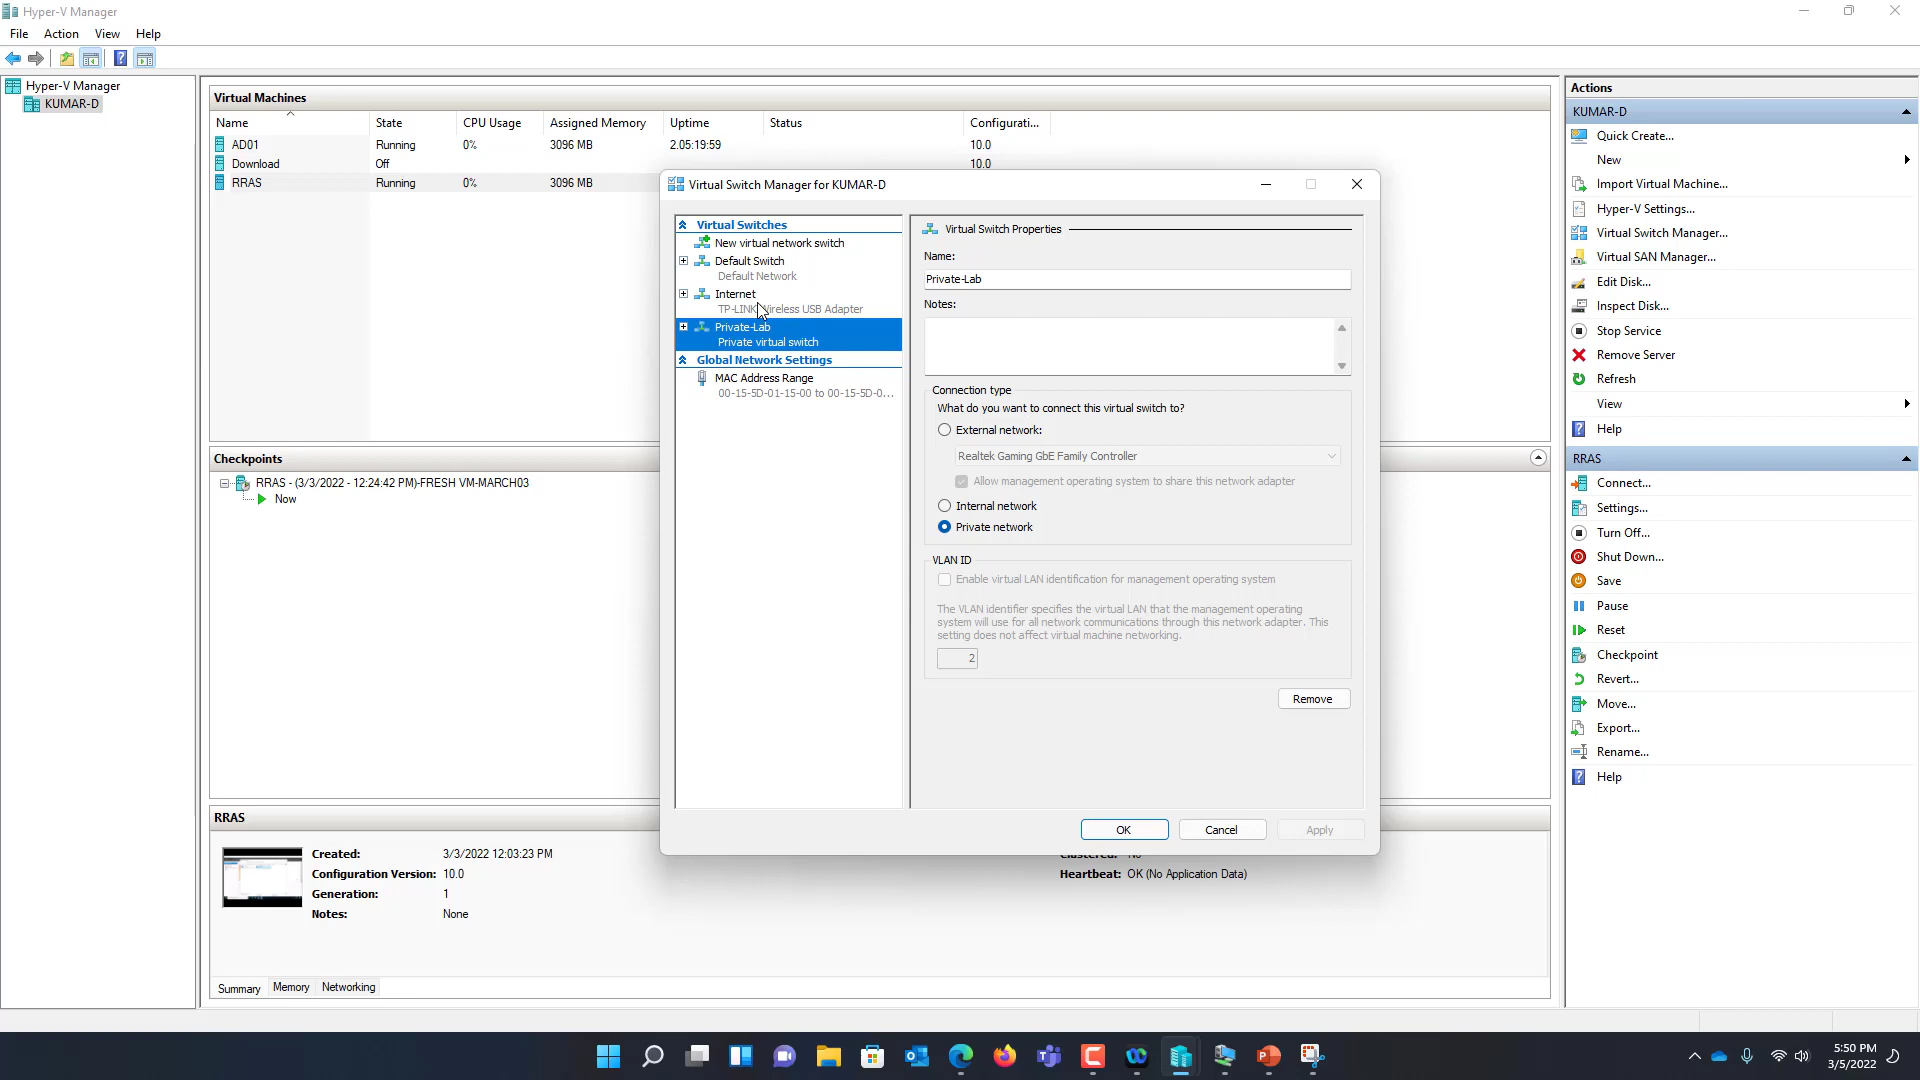 Hyper-V Manager
File Action View Help
Hyper-V Manager
KUMAR-D
Virtual Machines
Name State CPU Usage Assigned Memory Uptime Status Configurati...
AD01 Running 0% 3096 MB 2.05:19:59 10.0
Download Off 10.0
RRAS Running 0% 3096 MB
Checkpoints
RRAS - (3/3/2022 - 12:24:42 PM)-FRESH VM-MARCH03
Now
RRAS
Created: 3/3/2022 12:03:23 PM
Configuration Version: 10.0
Generation: 1
Notes: None
Clustered: No
Heartbeat: OK (No Application Data)
Summary Memory Networking
Virtual Switch Manager for KUMAR-D
Virtual Switches
New virtual network switch
Default Switch
Default Network
Internet
TP-LINK Wireless USB Adapter
Private-Lab
Private virtual switch
Global Network Settings
MAC Address Range
00-15-5D-01-15-00 to 00-15-5D-0...
Virtual Switch Properties
Name:
Private-Lab
Notes:
Connection type
What do you want to connect this virtual switch to?
External network:
Realtek Gaming GbE Family Controller
Allow management operating system to share this network adapter
Internal network
Private network
VLAN ID
Enable virtual LAN identification for management operating system
The VLAN identifier specifies the virtual LAN that the management operating
system will use for all network communications through this network adapter. This
setting does not affect virtual machine networking.
2
Remove
OK Cancel Apply
Actions
KUMAR-D
Quick Create...
New
Import Virtual Machine...
Hyper-V Settings...
Virtual Switch Manager...
Virtual SAN Manager...
Edit Disk...
Inspect Disk...
Stop Service
Remove Server
Refresh
View
Help
RRAS
Connect...
Settings...
Turn Off...
Shut Down...
Save
Pause
Reset
Checkpoint
Revert...
Move...
Export...
Rename...
Help
5:50 PM
3/5/2022